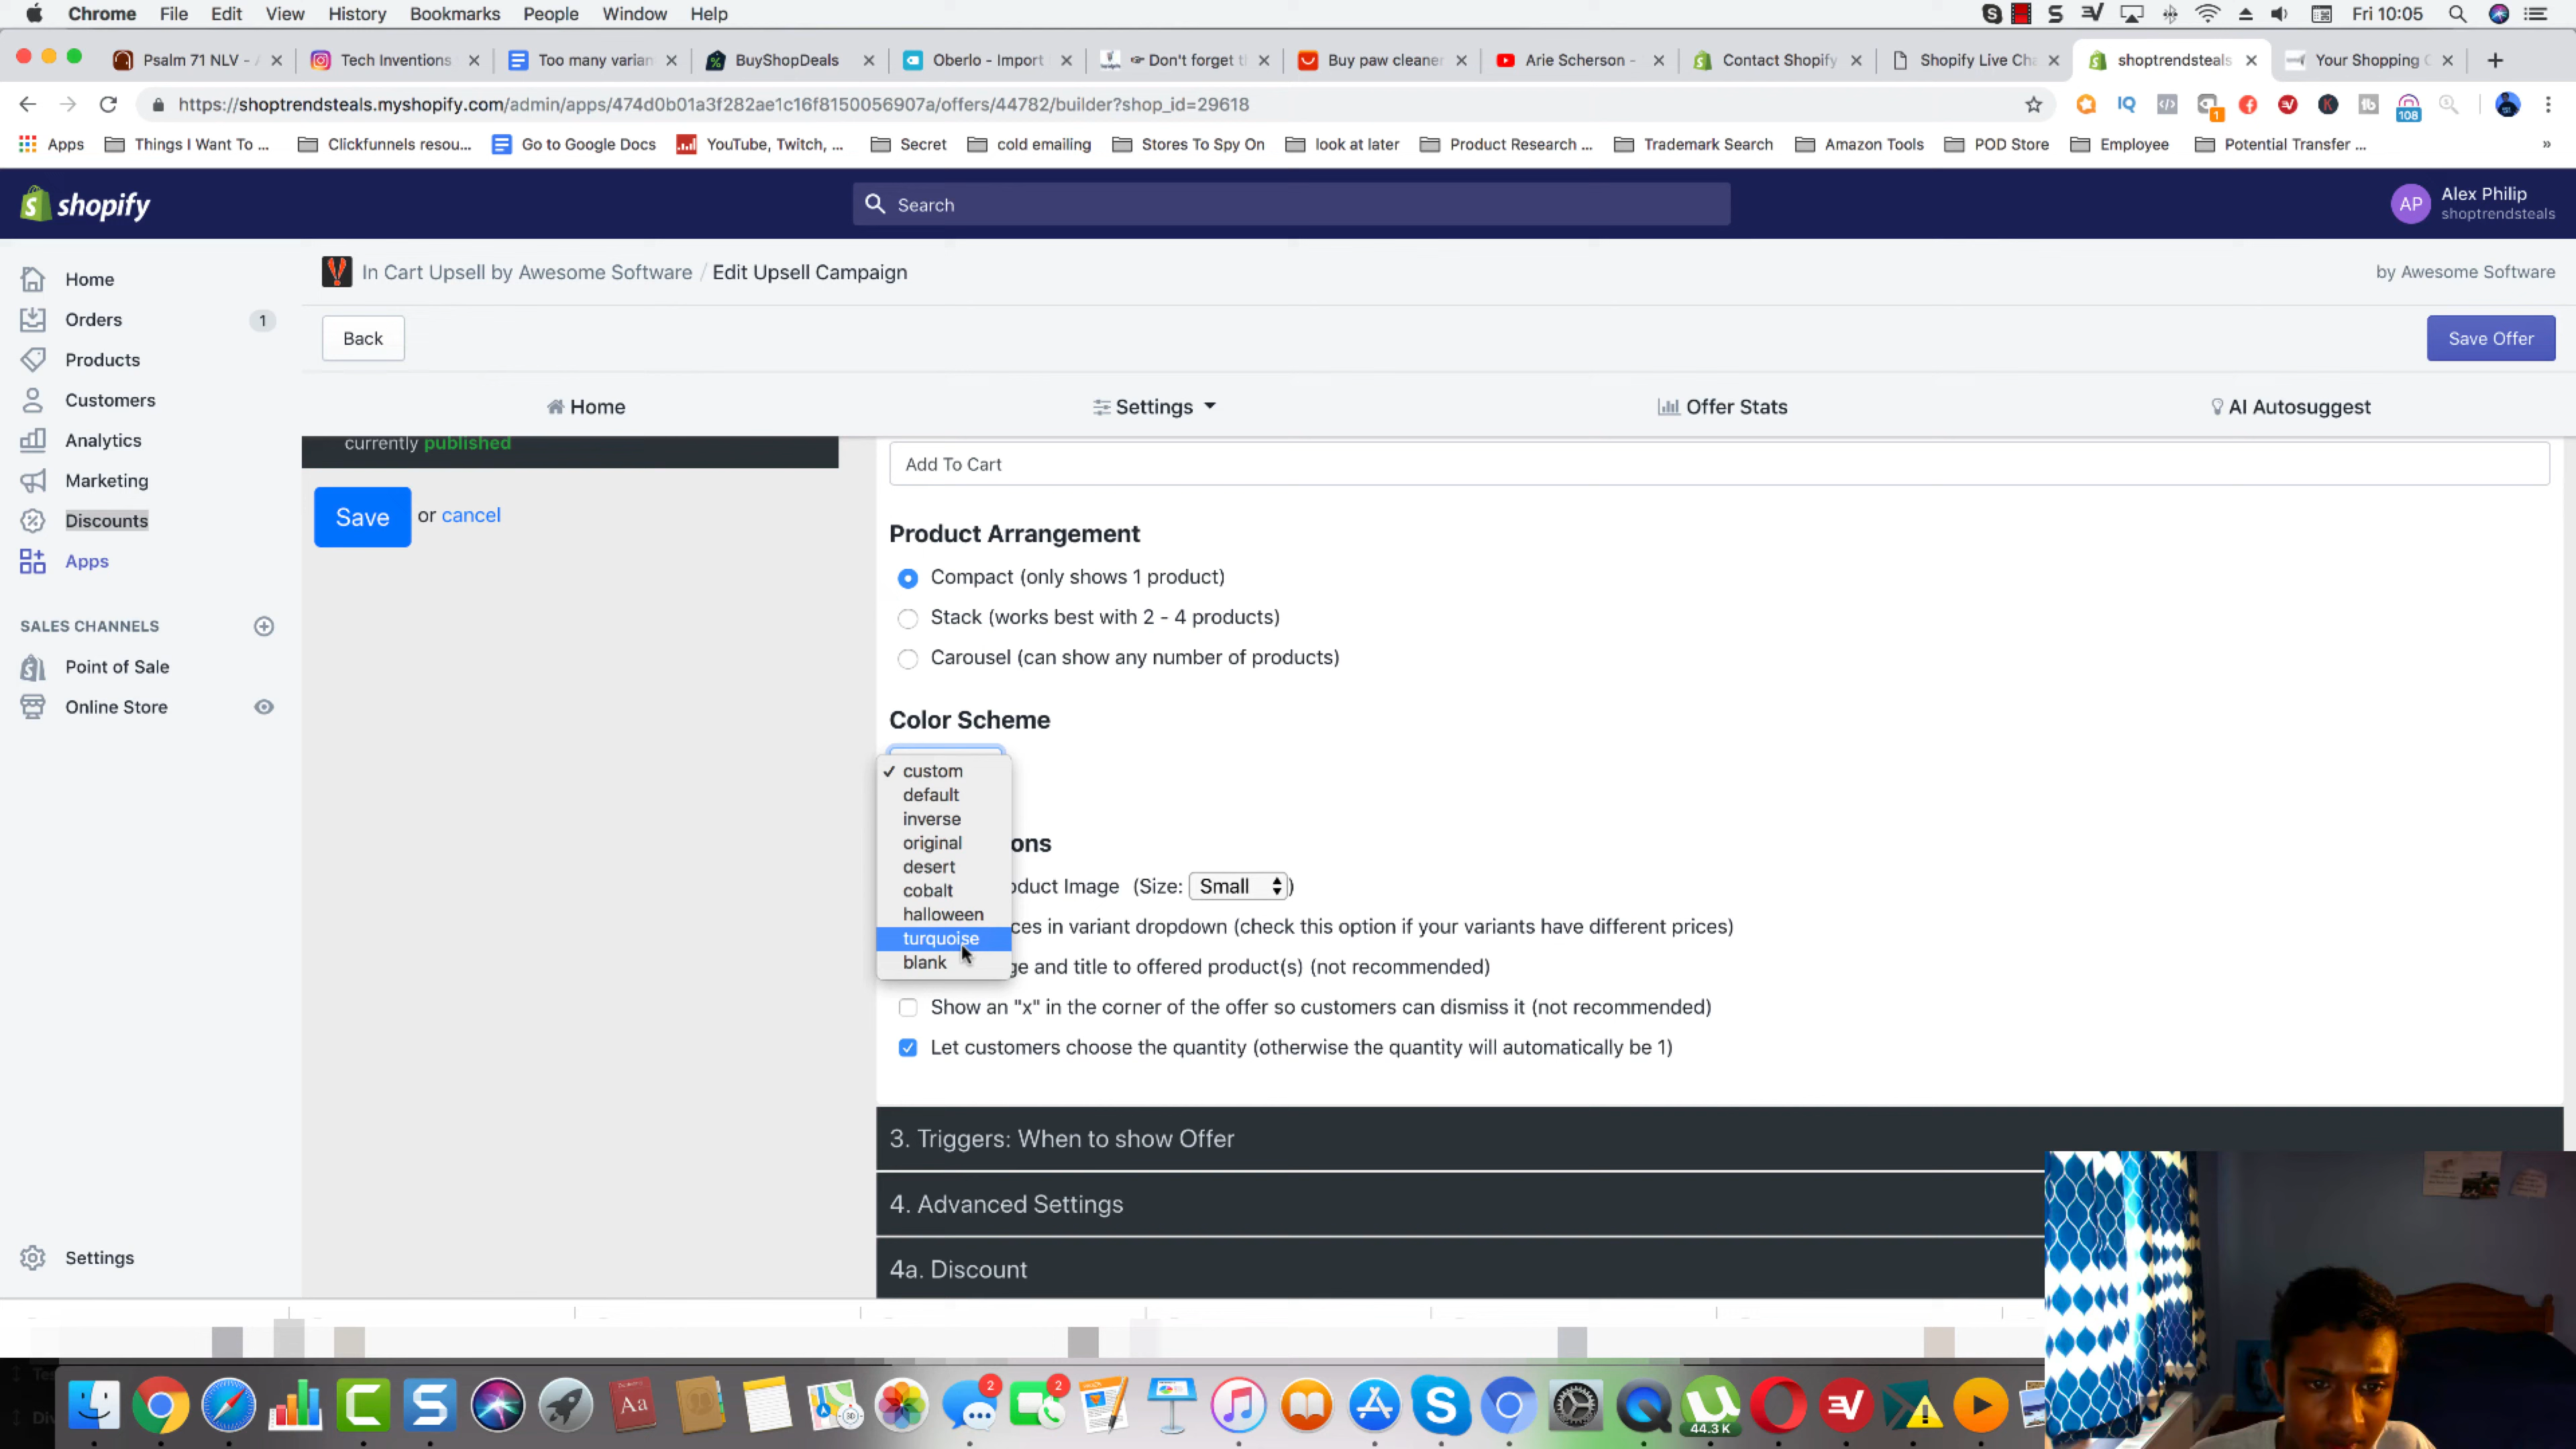 Chrome File Edit View History Bookmarks People Window Help Fri 10:05
Psalm 71 NLV - Tech Inventions Too many varian BuyShopDeals Oberlo - Import Don't forget t Buy paw cleaner Arie Scherson - Contact Shopify Shopify Live Cha shoptrendsteals Your Shopping C
https://shoptrendsteals.myshopify.com/admin/apps/474d0b01a3f282ae1c16f8150056907a/offers/44782/builder?shop_id=29618
IQ 1 108
Apps Things I Want To ... Clickfunnels resou... Go to Google Docs YouTube, Twitch, ... Secret cold emailing Stores To Spy On look at later Product Research ... Trademark Search Amazon Tools POD Store Employee Potential Transfer ... »
shopify Search AP Alex Philip
shoptrendsteals
In Cart Upsell by Awesome Software / Edit Upsell Campaign by Awesome Software
Back Save Offer
Home Settings Offer Stats AI Autosuggest
Home
Orders 1
Products
Customers
Analytics
Marketing
Discounts
Apps
SALES CHANNELS
Point of Sale
Online Store
Settings
currently published
Save or cancel
Add To Cart
Product Arrangement
Compact (only shows 1 product)
Stack (works best with 2 - 4 products)
Carousel (can show any number of products)
Color Scheme
✓ custom
default
inverse
original
desert
cobalt
halloween
turquoise
blank
ons
oduct Image (Size: Small )
ces in variant dropdown (check this option if your variants have different prices)
ge and title to offered product(s) (not recommended)
Show an "x" in the corner of the offer so customers can dismiss it (not recommended)
Let customers choose the quantity (otherwise the quantity will automatically be 1)
3. Triggers: When to show Offer
4. Advanced Settings
4a. Discount
Aa 2 2 44.3 K